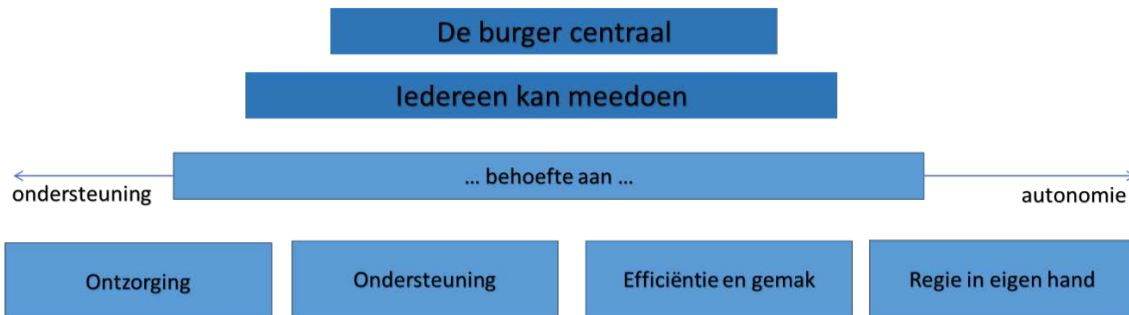 De burger centraal
Iedereen kan meedoen
... behoefte aan ...
ondersteuning
autonomie
Ontzorging
Ondersteuning
Efficiëntie en gemak
Regie in eigen hand